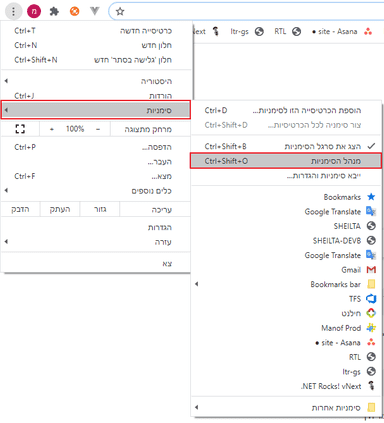 כרטיסייה חדשה Ctrl+T
חלון חדש Ctrl+N
חלון 'גלישה בסתר' חדש Ctrl+Shift+N
היסטוריה
הורדות Ctrl+J
סימניות
מרחק מתצוגה - 100% +
הדפסה... Ctrl+P
העבר...
מצא... Ctrl+F
כלים נוספים
עריכה גזור העתק הדבק
הגדרות
עזרה
צא
site - Asana ●
RTL
ltr-gs
Next
הוספת הכרטיסייה הזו לסימניות... Ctrl+D
צור סימניה לכל הכרטיסיות... Ctrl+Shift+D
הצג את סרגל הסימניות Ctrl+Shift+B
מנהל הסימניות Ctrl+Shift+O
ייבא סימניות והגדרות...
Bookmarks
Google Translate
SHEILTA
SHEILTA-DEVB
Google Translate
Gmail
Bookmarks bar
TFS
חילנט
Manof Prod
site - Asana ●
RTL
ltr-gs
.NET Rocks! vNext
סימניות אחרות